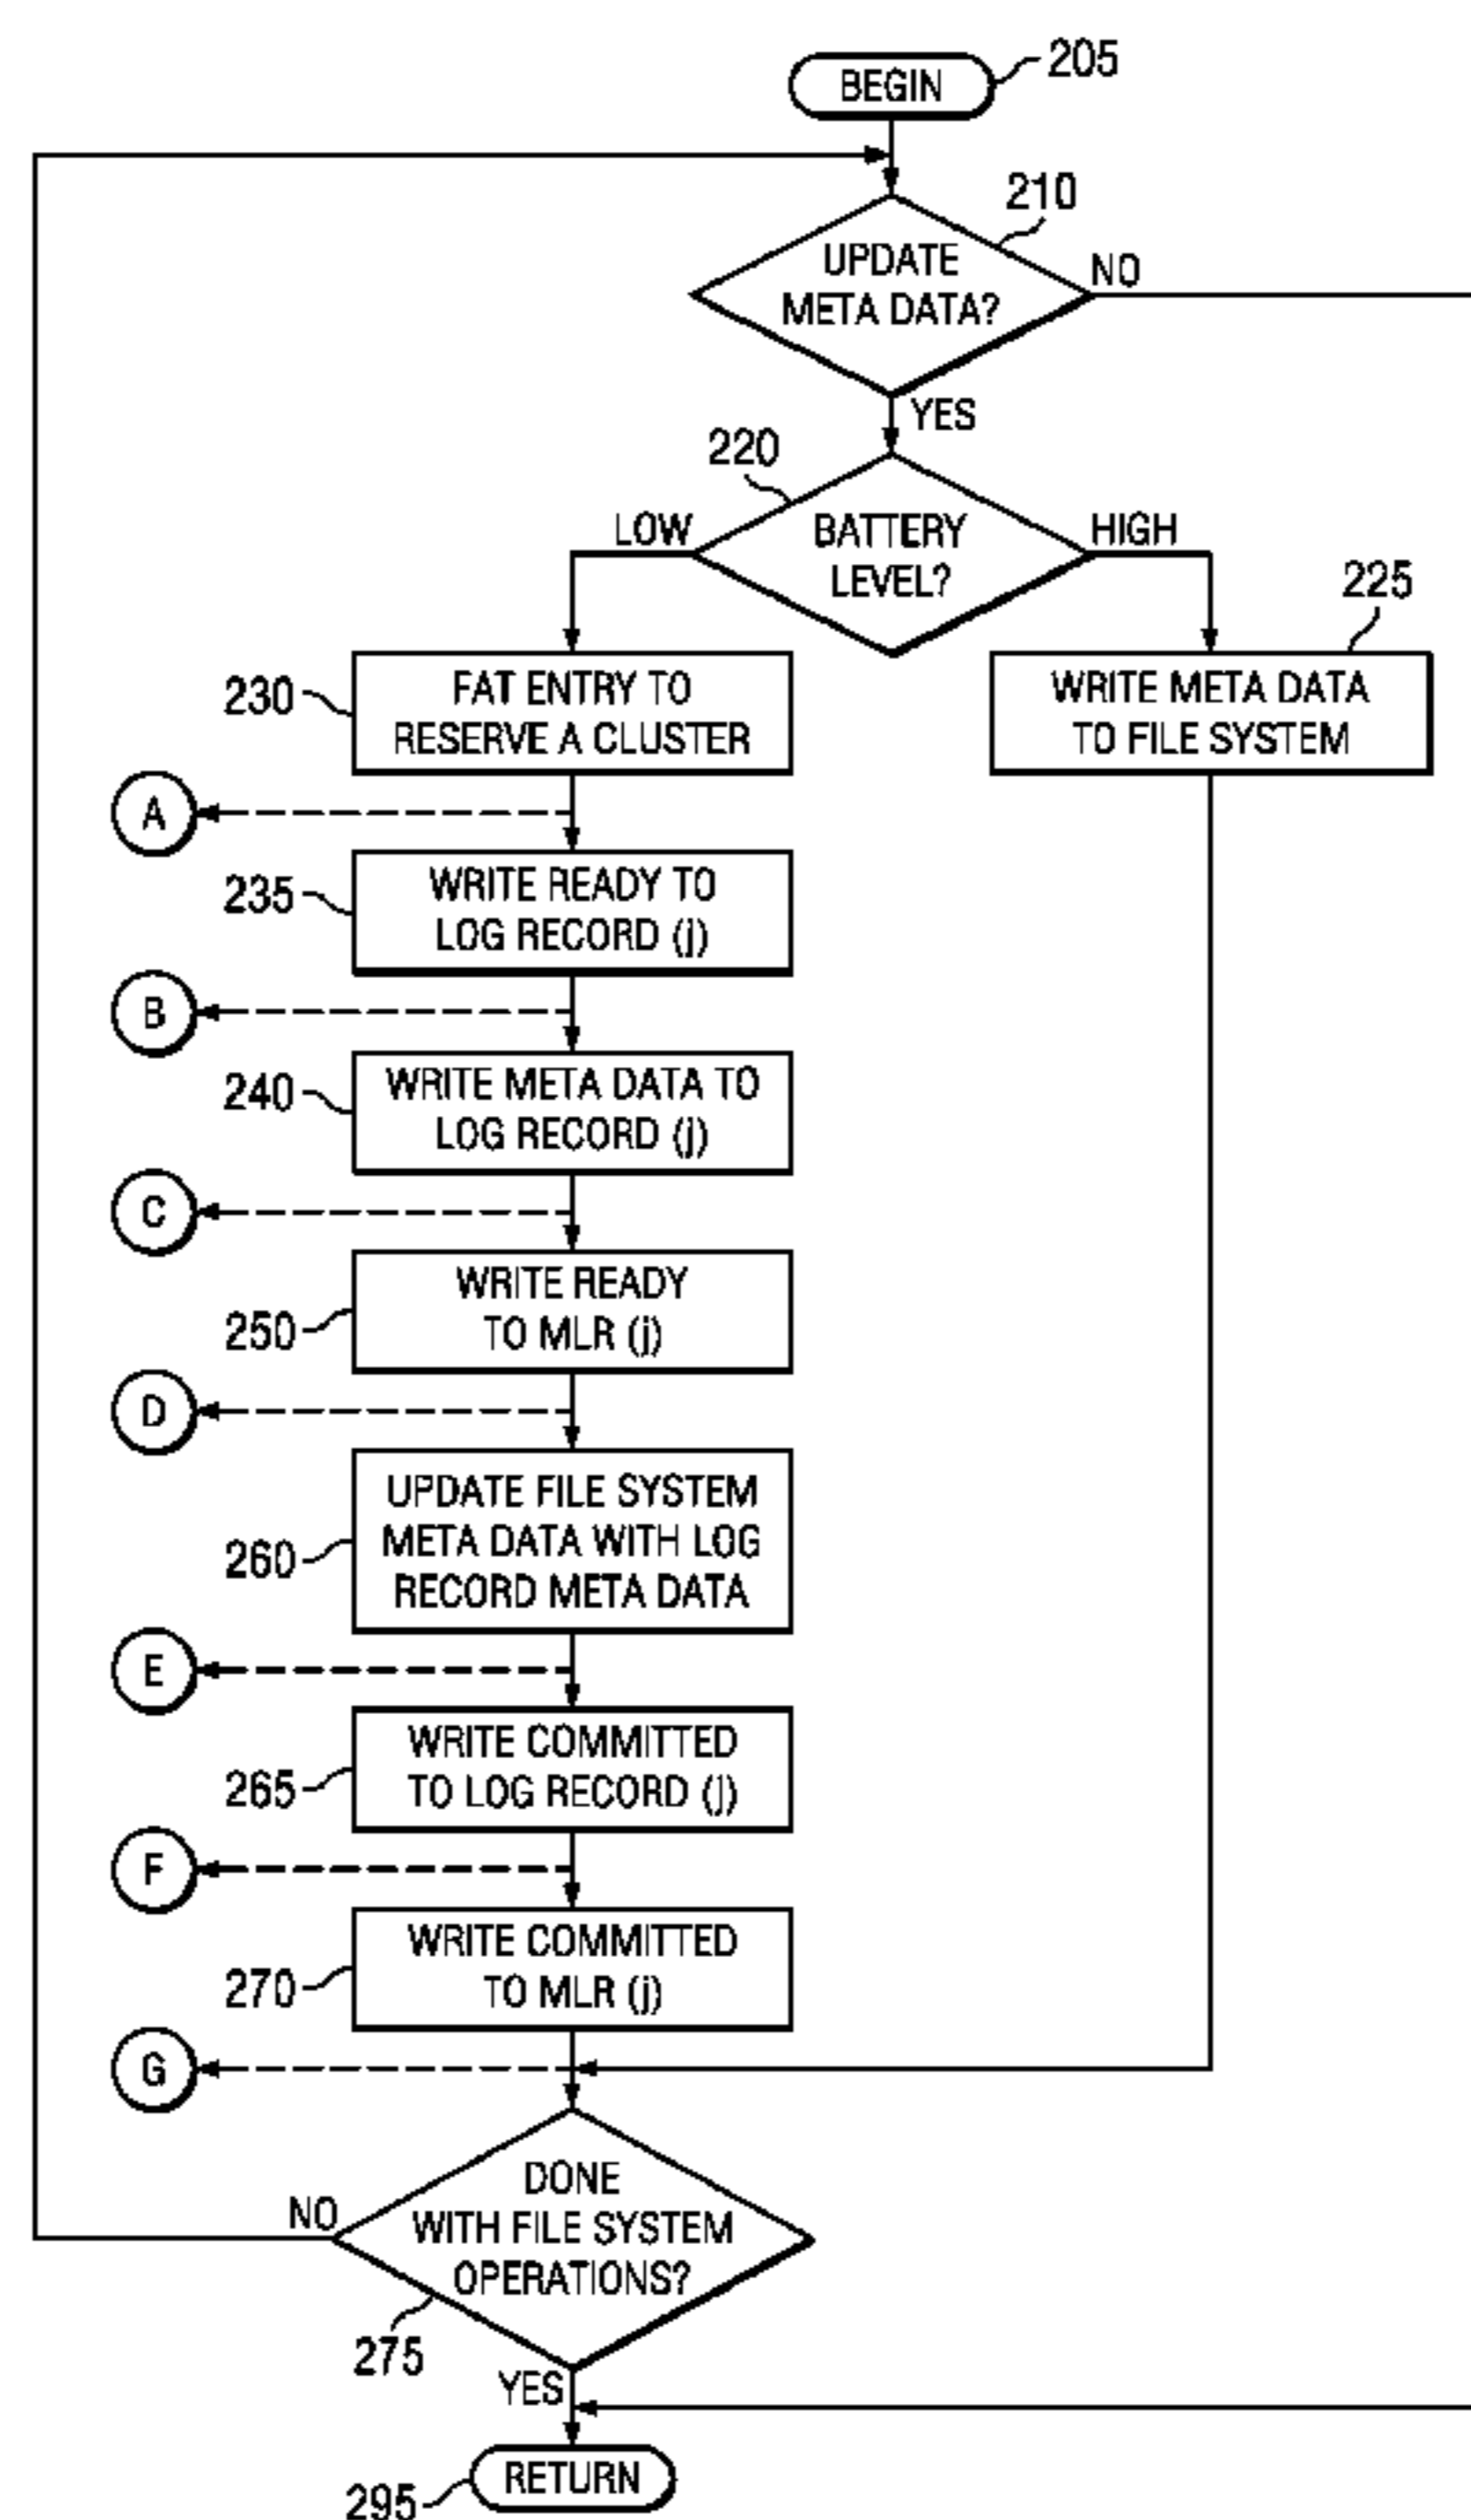 BEGIN
205
210
UPDATE
META DATA?
NO
YES
220
LOW
BATTERY
LEVEL?
HIGH
225
230
FAT ENTRY TO
RESERVE A CLUSTER
WRITE META DATA
TO FILE SYSTEM
A
235
WRITE READY TO
LOG RECORD (j)
B
240
WRITE META DATA TO
LOG RECORD (j)
C
250
WRITE READY
TO MLR (j)
D
260
UPDATE FILE SYSTEM
META DATA WITH LOG
RECORD META DATA
E
265
WRITE COMMITTED
TO LOG RECORD (j)
F
270
WRITE COMMITTED
TO MLR (j)
G
NO
DONE
WITH FILE SYSTEM
OPERATIONS?
275
YES
RETURN
295